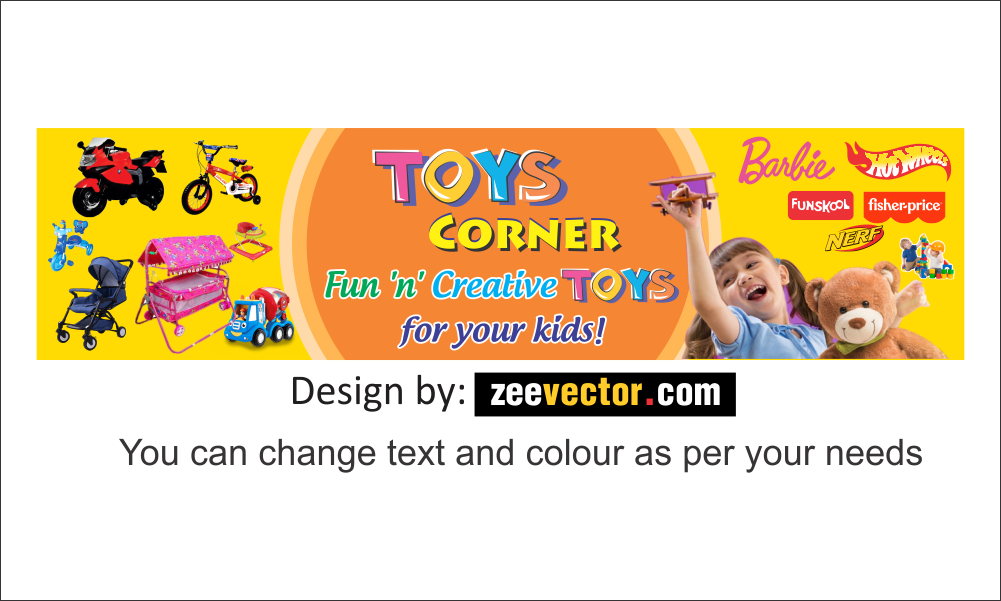 TOYS
CORNER
Fun 'n' Creative TOYS
for your kids!
Barbie
Hot Wheels
FUNSKOOL
fisher-price
NERF
Design by: zeevector.com
You can change text and colour as per your needs